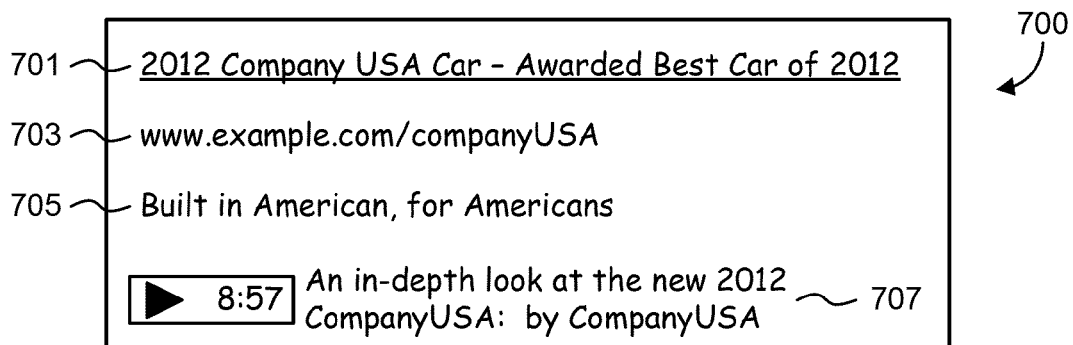 700
701 2012 Company USA Car – Awarded Best Car of 2012
703 www.example.com/companyUSA
705 Built in American, for Americans
8:57 An in-depth look at the new 2012
CompanyUSA: by CompanyUSA 707